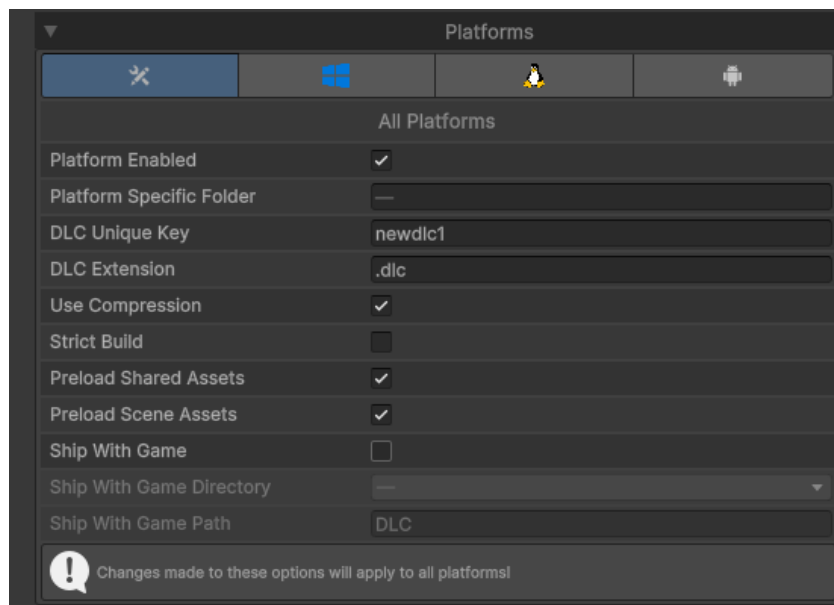 Platforms
All Platforms
Platform Enabled
Platform Specific Folder —
DLC Unique Key newdlc1
DLC Extension .dlc
Use Compression
Strict Build
Preload Shared Assets
Preload Scene Assets
Ship With Game
Ship With Game Directory —
Ship With Game Path DLC
Changes made to these options will apply to all platforms!